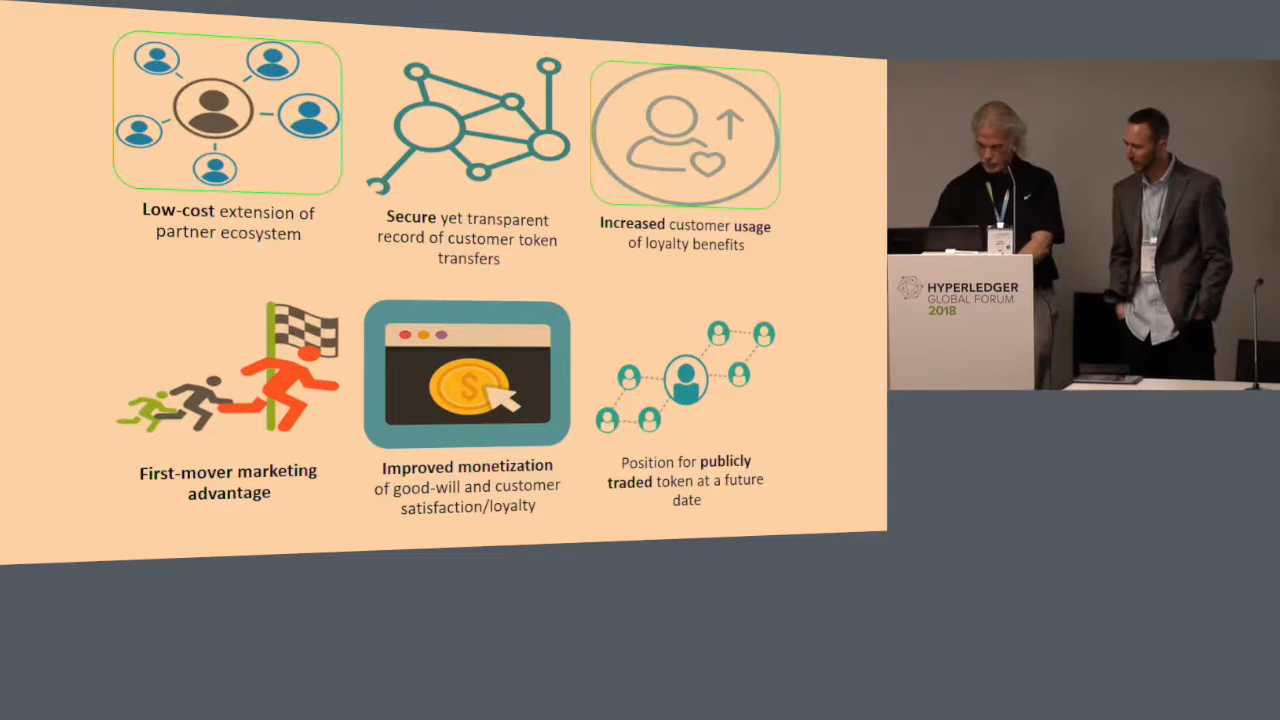 Low-cost extension of
partner ecosystem
Secure yet transparent
record of customer token
transfers
Increased customer usage
of loyalty benefits
First-mover marketing
advantage
Improved monetization
of good-will and customer
satisfaction/loyalty
Position for publicly
traded token at a future
date
HYPERLEDGER
GLOBAL FORUM
2018